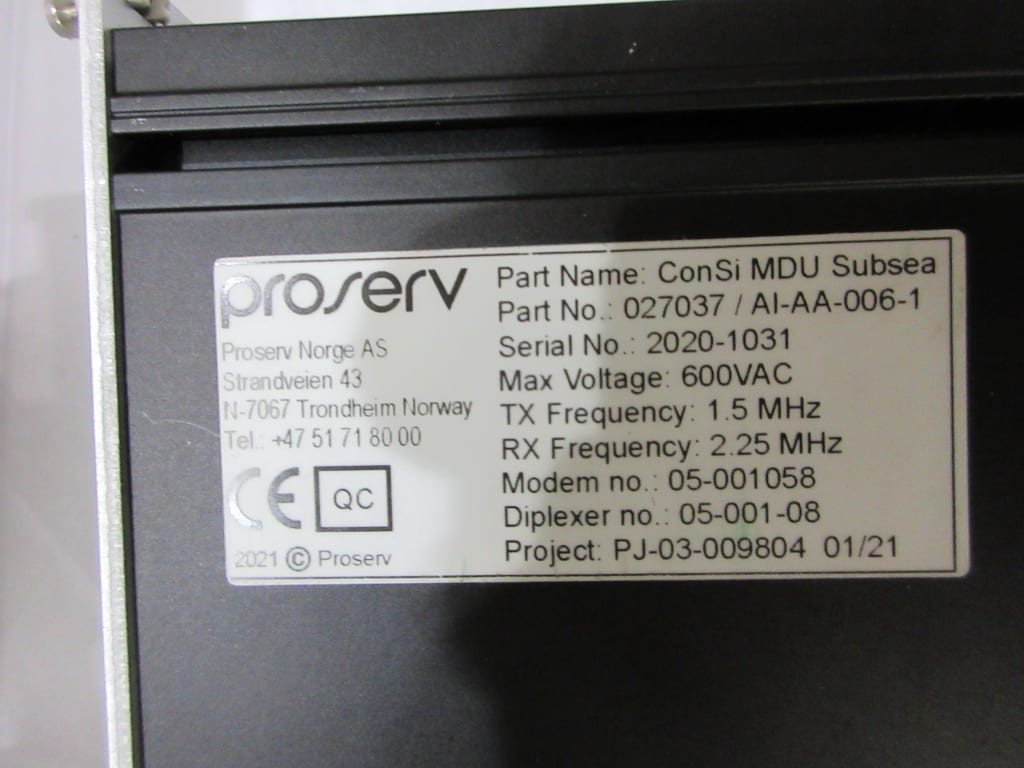 proserv
Proserv Norge AS
Strandveien 43
N-7067 Trondheim Norway
Tel.: +47 51 71 80 00
CE
QC
2021 © Proserv
Part Name: ConSi MDU Subsea
Part No.: 027037 / AI-AA-006-1
Serial No.: 2020-1031
Max Voltage: 600VAC
TX Frequency: 1.5 MHz
RX Frequency: 2.25 MHz
Modem no.: 05-001058
Diplexer no.: 05-001-08
Project: PJ-03-009804 01/21